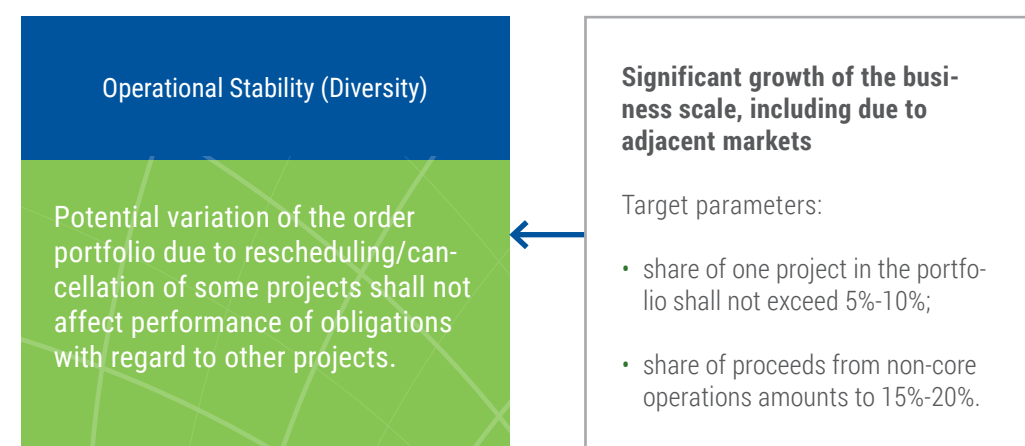 Operational Stability (Diversity)
Potential variation of the order
portfolio due to rescheduling/can-
cellation of some projects shall not
affect performance of obligations
with regard to other projects.
Significant growth of the busi-
ness scale, including due to
adjacent markets
Target parameters:
• share of one project in the portfo-
lio shall not exceed 5%-10%;
• share of proceeds from non-core
operations amounts to 15%-20%.